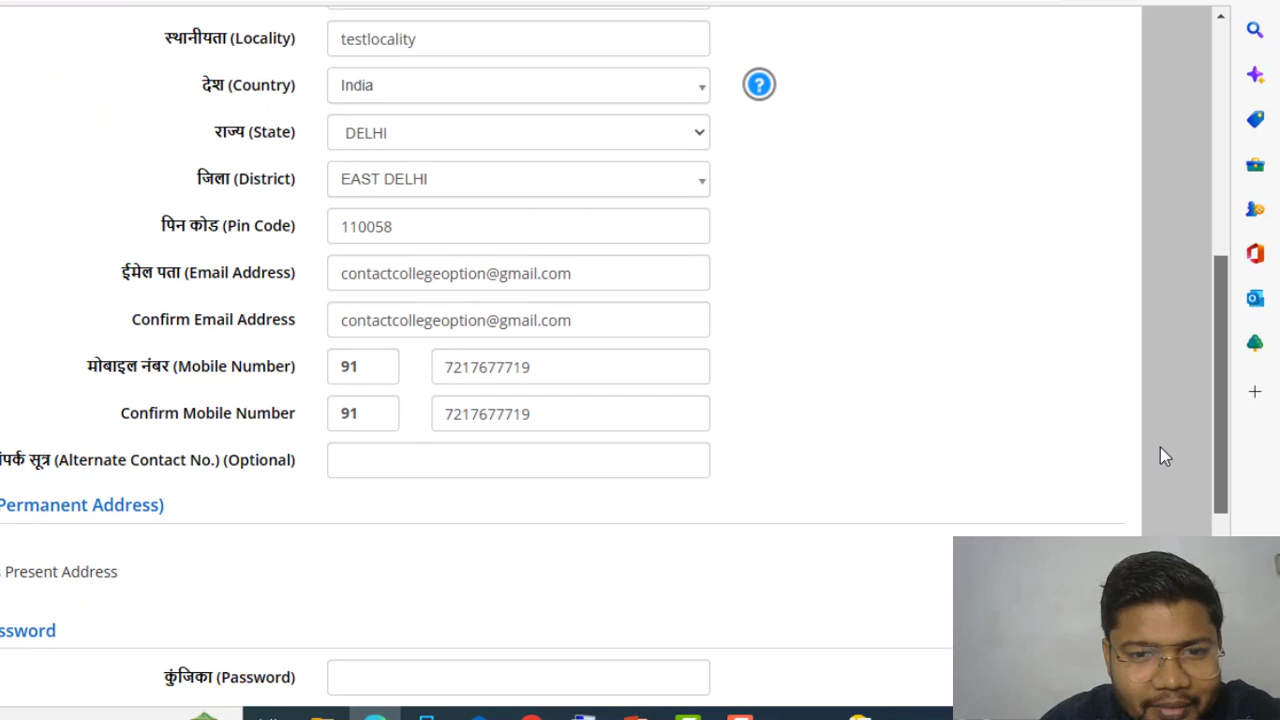 स्थानीयता (Locality) testlocality
देश (Country) India ?
राज्य (State) DELHI
जिला (District) EAST DELHI
पिन कोड (Pin Code) 110058
ईमेल पता (Email Address) contactcollegeoption@gmail.com
Confirm Email Address contactcollegeoption@gmail.com
मोबाइल नंबर (Mobile Number) 91 7217677719
Confirm Mobile Number 91 7217677719
सूत्र (Alternate Contact No.) (Optional)
Permanent Address)
Present Address
कुंजिका (Password)